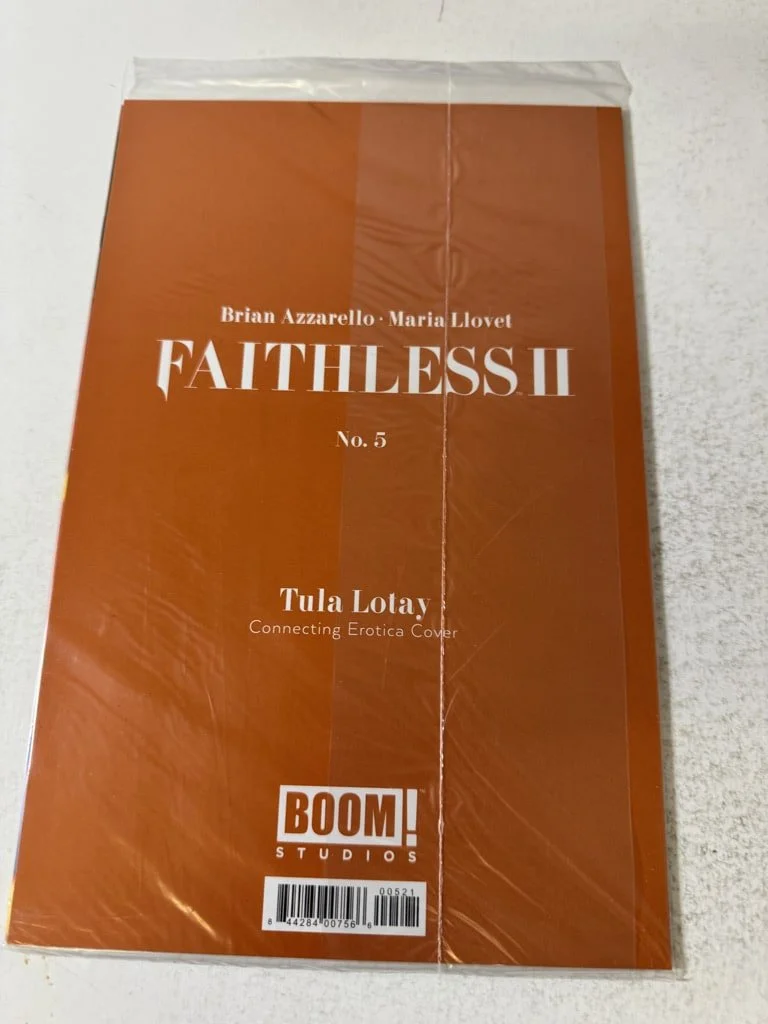 Brian Azzarello · Maria Llovet
FAITHLESS II
No. 5
Tula Lotay
Connecting Erotica Cover
BOOM!™
STUDIOS
00521
8 44284 00756 6